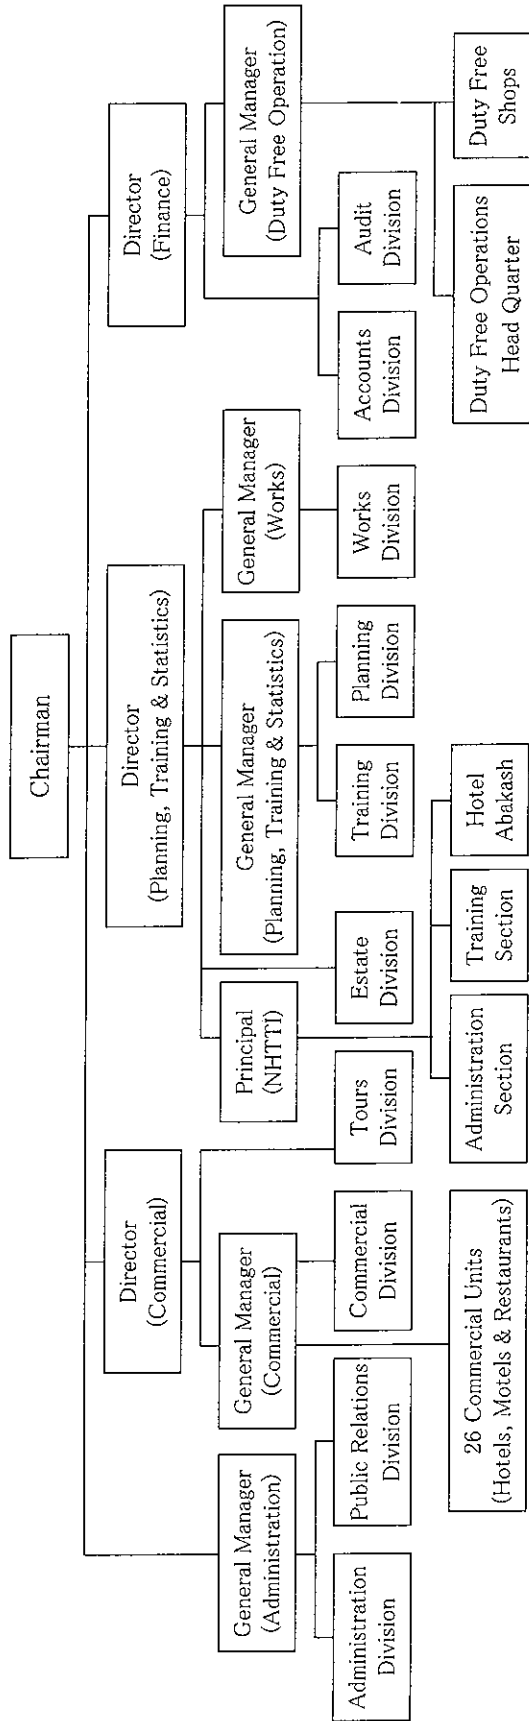 Chairman
Director
(Commercial)
Director
(Planning, Training & Statistics)
Director
(Finance)
General Manager
(Administration)
General Manager
(Commercial)
Principal
(NHTTI)
General Manager
(Planning, Training & Statistics)
General Manager
(Works)
General Manager
(Duty Free Operation)
Administration
Division
Public Relations
Division
Commercial
Division
Tours
Division
Estate
Division
Training
Division
Planning
Division
Works
Division
Accounts
Division
Audit
Division
26 Commercial Units
(Hotels, Motels & Restaurants)
Administration
Section
Training
Section
Hotel
Abakash
Duty Free Operations
Head Quarter
Duty Free
Shops